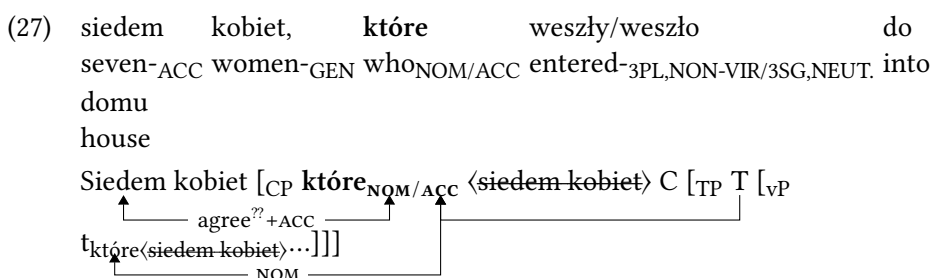 (27) siedem kobiet, które weszły/weszło do
seven-ACC women-GEN whoNOM/ACC entered-3PL,NON-VIR/3SG,NEUT. into
domu
house
Siedem kobiet [CP któreNOM/ACC ⟨siedem kobiet⟩ C [TP T [vP
agree??+ACC
tktóre⟨siedem kobiet⟩…]]]
NOM